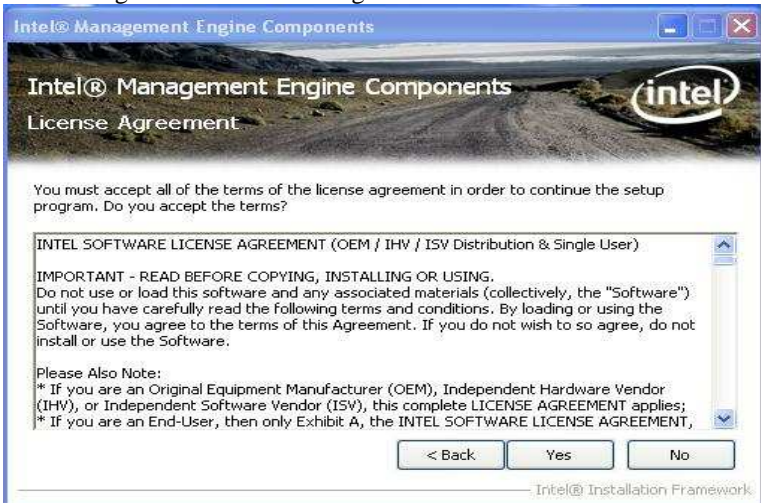 Intel® Management Engine Components
Intel® Management Engine Components
intel
License Agreement
You must accept all of the terms of the license agreement in order to continue the setup
program. Do you accept the terms?
INTEL SOFTWARE LICENSE AGREEMENT (OEM / IHV / ISV Distribution & Single User)
IMPORTANT - READ BEFORE COPYING, INSTALLING OR USING.
Do not use or load this software and any associated materials (collectively, the "Software")
until you have carefully read the following terms and conditions. By loading or using the
Software, you agree to the terms of this Agreement. If you do not wish to so agree, do not
install or use the Software.
Please Also Note:
* If you are an Original Equipment Manufacturer (OEM), Independent Hardware Vendor
(IHV), or Independent Software Vendor (ISV), this complete LICENSE AGREEMENT applies;
* If you are an End-User, then only Exhibit A, the INTEL SOFTWARE LICENSE AGREEMENT,
< Back
Yes
No
Intel® Installation Framework